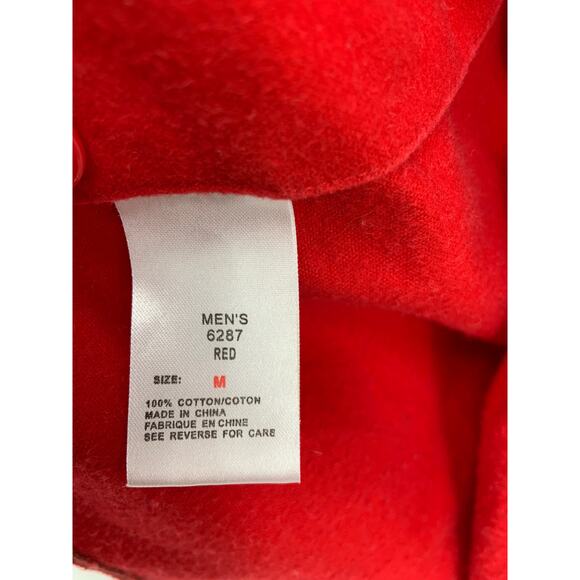 MEN'S
6287
RED
SIZE: M
100% COTTON/COTON
MADE IN CHINA
FABRIQUE EN CHINE
SEE REVERSE FOR CARE